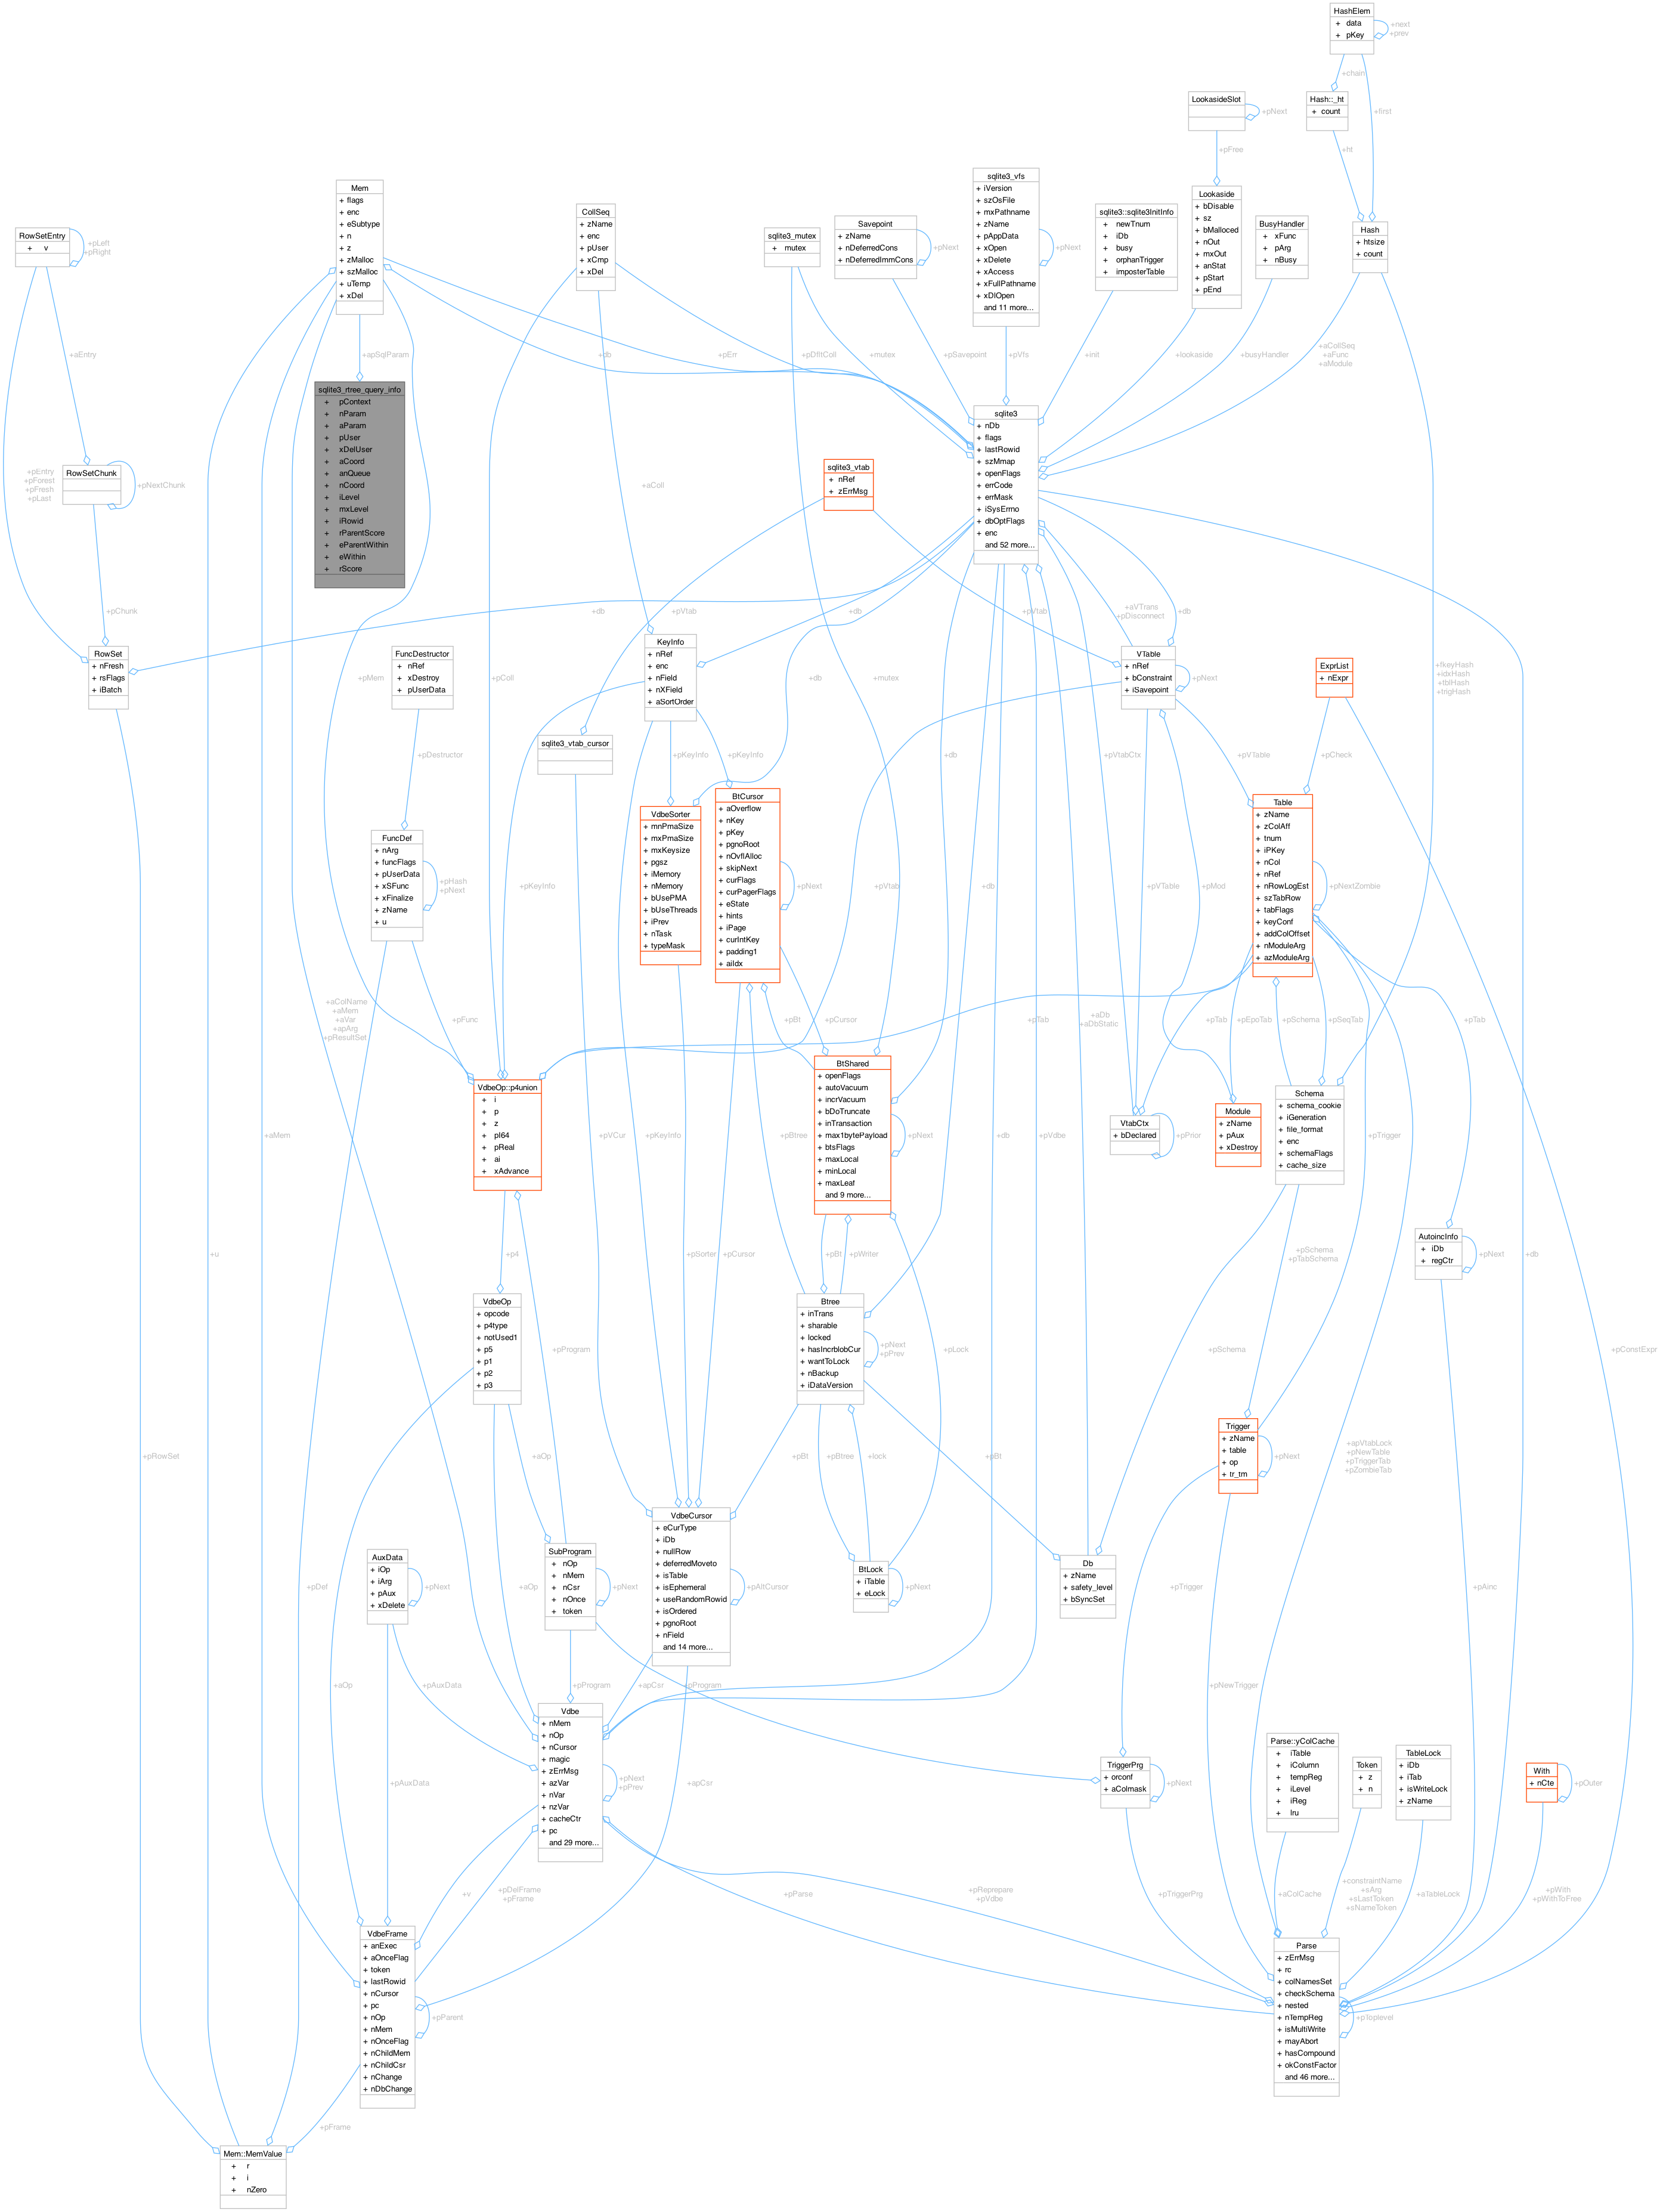 HashElem
+ data
+ pKey
+next
+prev
+chain
+first
LookasideSlot
+pNext
Hash::_ht
+ count
+pFree
+ht
Mem
+ flags
+ enc
+ eSubtype
+ n
+ z
+ zMalloc
+ szMalloc
+ uTemp
+ xDel
CollSeq
+ zName
+ enc
+ pUser
+ xCmp
+ xDel
sqlite3_mutex
+ mutex
Savepoint
+ zName
+ nDeferredCons
+ nDeferredImmCons
+pNext
sqlite3_vfs
+ iVersion
+ szOsFile
+ mxPathname
+ zName
+ pAppData
+ xOpen
+ xDelete
+ xAccess
+ xFullPathname
+ xDlOpen
and 11 more...
+pNext
sqlite3::sqlite3InitInfo
+ newTnum
+ iDb
+ busy
+ orphanTrigger
+ imposterTable
Lookaside
+ bDisable
+ sz
+ bMalloced
+ nOut
+ mxOut
+ anStat
+ pStart
+ pEnd
BusyHandler
+ xFunc
+ pArg
+ nBusy
Hash
+ htsize
+ count
RowSetEntry
+ v
+pLeft
+pRight
+aEntry
+apSqlParam
+db
+pErr
+pDfltColl
+mutex
+pSavepoint
+pVfs
+init
+lookaside
+busyHandler
+aCollSeq
+aFunc
+aModule
sqlite3_rtree_query_info
+ pContext
+ nParam
+ aParam
+ pUser
+ xDelUser
+ aCoord
+ anQueue
+ nCoord
+ iLevel
+ mxLevel
+ iRowid
+ rParentScore
+ eParentWithin
+ eWithin
+ rScore
sqlite3
+ nDb
+ flags
+ lastRowid
+ szMmap
+ openFlags
+ errCode
+ errMask
+ iSysErrno
+ dbOptFlags
+ enc
and 52 more...
+pEntry
+pForest
+pFresh
+pLast
RowSetChunk
+pNextChunk
+aColl
sqlite3_vtab
+ nRef
+ zErrMsg
+pChunk
+db
+pVtab
+db
+pVtab
+aVTrans
+pDisconnect
+db
RowSet
+ nFresh
+ rsFlags
+ iBatch
FuncDestructor
+ nRef
+ xDestroy
+ pUserData
+pMem
+pColl
KeyInfo
+ nRef
+ enc
+ nField
+ nXField
+ aSortOrder
+db
+mutex
VTable
+ nRef
+ bConstraint
+ iSavepoint
+pNext
ExprList
+ nExpr
+fkeyHash
+idxHash
+tblHash
+trigHash
sqlite3_vtab_cursor
+pDestructor
+pKeyInfo
+pKeyInfo
+db
+pVtabCtx
+pVTable
+pCheck
FuncDef
+ nArg
+ funcFlags
+ pUserData
+ xSFunc
+ xFinalize
+ zName
+ u
+pHash
+pNext
+pKeyInfo
VdbeSorter
+ mnPmaSize
+ mxPmaSize
+ mxKeysize
+ pgsz
+ iMemory
+ nMemory
+ bUsePMA
+ bUseThreads
+ iPrev
+ nTask
+ typeMask
BtCursor
+ aOverflow
+ nKey
+ pKey
+ pgnoRoot
+ nOvflAlloc
+ skipNext
+ curFlags
+ curPagerFlags
+ eState
+ hints
+ iPage
+ curIntKey
+ padding1
+ aiIdx
+pNext
+pVtab
+db
+pVTable
+pMod
Table
+ zName
+ zColAff
+ tnum
+ iPKey
+ nCol
+ nRef
+ nRowLogEst
+ szTabRow
+ tabFlags
+ keyConf
+ addColOffset
+ nModuleArg
+ azModuleArg
+pNextZombie
+aColName
+aMem
+aVar
+apArg
+pResultSet
+pFunc
+pBt
+pCursor
+pTab
+aDb
+aDbStatic
+pTab
+pEpoTab
+pSchema
+pSeqTab
+pTab
VdbeOp::p4union
+ i
+ p
+ z
+ pI64
+ pReal
+ ai
+ xAdvance
BtShared
+ openFlags
+ autoVacuum
+ incrVacuum
+ bDoTruncate
+ inTransaction
+ max1bytePayload
+ btsFlags
+ maxLocal
+ minLocal
+ maxLeaf
and 9 more...
+pNext
VtabCtx
+ bDeclared
+pPrior
Module
+ zName
+ pAux
+ xDestroy
Schema
+ schema_cookie
+ iGeneration
+ file_format
+ enc
+ schemaFlags
+ cache_size
+aMem
+pVCur
+pKeyInfo
+pBtree
+db
+pVdbe
+pTrigger
+u
+p4
+pSorter
+pCursor
+pBt
+pWriter
+pSchema
+pTabSchema
AutoincInfo
+ iDb
+ regCtr
+pNext
+db
VdbeOp
+ opcode
+ p4type
+ notUsed1
+ p5
+ p1
+ p2
+ p3
+pProgram
Btree
+ inTrans
+ sharable
+ locked
+ hasIncrblobCur
+ wantToLock
+ nBackup
+ iDataVersion
+pNext
+pPrev
+pLock
+pSchema
+pConstExpr
Trigger
+ zName
+ table
+ op
+ tr_tm
+pNext
+pRowSet
+aOp
+pBt
+pBtree
+lock
+pBt
+apVtabLock
+pNewTable
+pTriggerTab
+pZombieTab
VdbeCursor
+ eCurType
+ iDb
+ nullRow
+ deferredMoveto
+ isTable
+ isEphemeral
+ useRandomRowid
+ isOrdered
+ pgnoRoot
+ nField
and 14 more...
+pAltCursor
AuxData
+ iOp
+ iArg
+ pAux
+ xDelete
+pNext
+pDef
+aOp
SubProgram
+ nOp
+ nMem
+ nCsr
+ nOnce
+ token
+pNext
BtLock
+ iTable
+ eLock
+pNext
Db
+ zName
+ safety_level
+ bSyncSet
+pTrigger
+pAinc
+aOp
+pAuxData
+pProgram
+apCsr
+pProgram
+pNewTrigger
Vdbe
+ nMem
+ nOp
+ nCursor
+ magic
+ zErrMsg
+ azVar
+ nVar
+ nzVar
+ cacheCtr
+ pc
and 29 more...
+pNext
+pPrev
+pAuxData
+apCsr
TriggerPrg
+ orconf
+ aColmask
+pNext
Parse::yColCache
+ iTable
+ iColumn
+ tempReg
+ iLevel
+ iReg
+ lru
Token
+ z
+ n
TableLock
+ iDb
+ iTab
+ isWriteLock
+ zName
With
+ nCte
+pOuter
+v
+pDelFrame
+pFrame
+pParse
+pReprepare
+pVdbe
+pTriggerPrg
+aColCache
+constraintName
+sArg
+sLastToken
+sNameToken
+aTableLock
+pWith
+pWithToFree
VdbeFrame
+ anExec
+ aOnceFlag
+ token
+ lastRowid
+ nCursor
+ pc
+ nOp
+ nMem
+ nOnceFlag
+ nChildMem
+ nChildCsr
+ nChange
+ nDbChange
+pParent
Parse
+ zErrMsg
+ rc
+ colNamesSet
+ checkSchema
+ nested
+ nTempReg
+ isMultiWrite
+ mayAbort
+ hasCompound
+ okConstFactor
and 46 more...
+pToplevel
+pFrame
Mem::MemValue
+ r
+ i
+ nZero